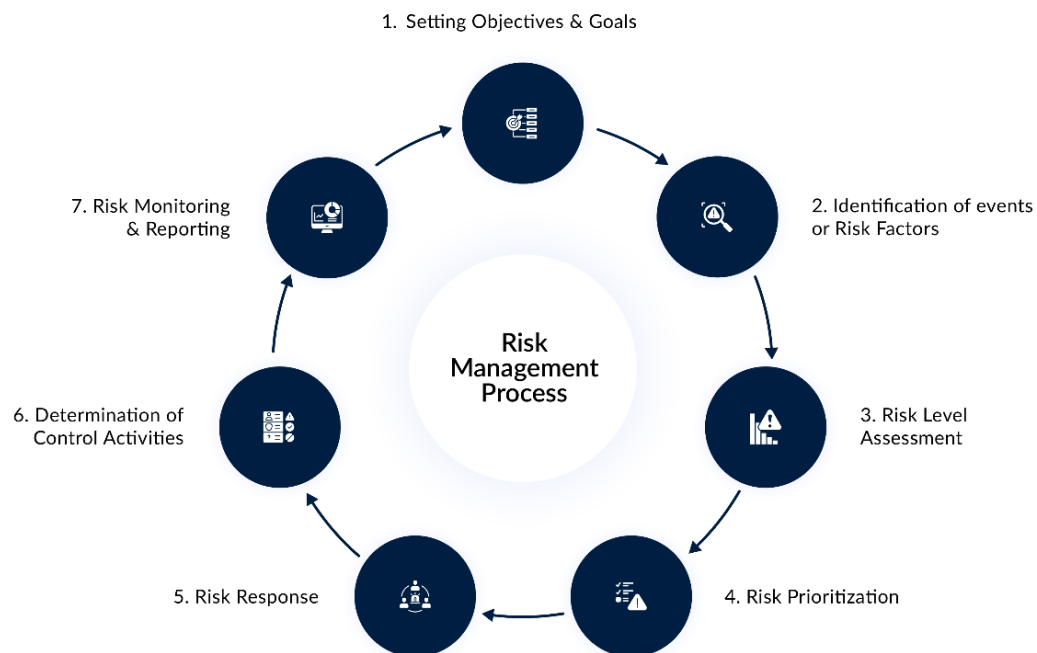 1. Setting Objectives & Goals
2. Identification of events
or Risk Factors
3. Risk Level
Assessment
4. Risk Prioritization
5. Risk Response
6. Determination of
Control Activities
7. Risk Monitoring
& Reporting
Risk
Management
Process